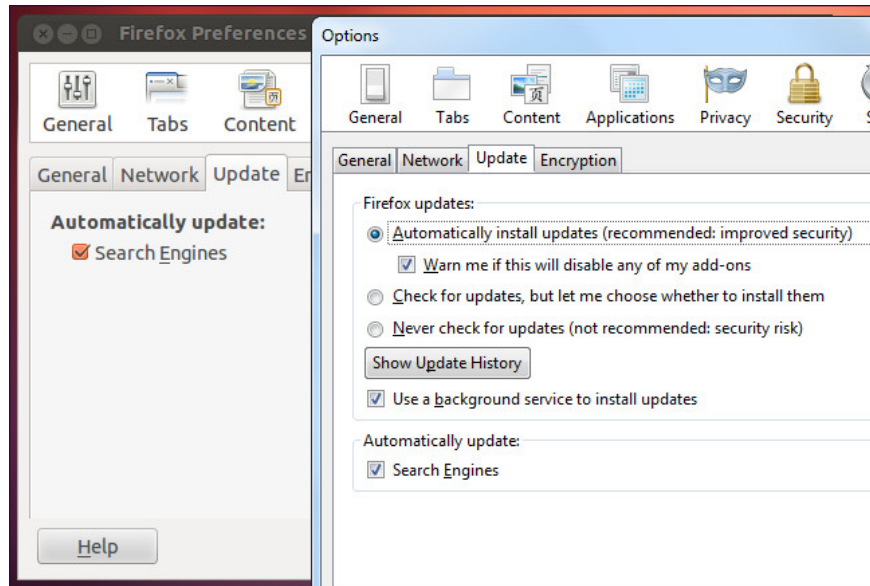 Firefox Preferences
General Tabs Content
General Network Update
Automatically update:
Search Engines
Help
Options
General Tabs Content Applications Privacy Security
General Network Update Encryption
Firefox updates:
Automatically install updates (recommended: improved security)
Warn me if this will disable any of my add-ons
Check for updates, but let me choose whether to install them
Never check for updates (not recommended: security risk)
Show Update History
Use a background service to install updates
Automatically update:
Search Engines